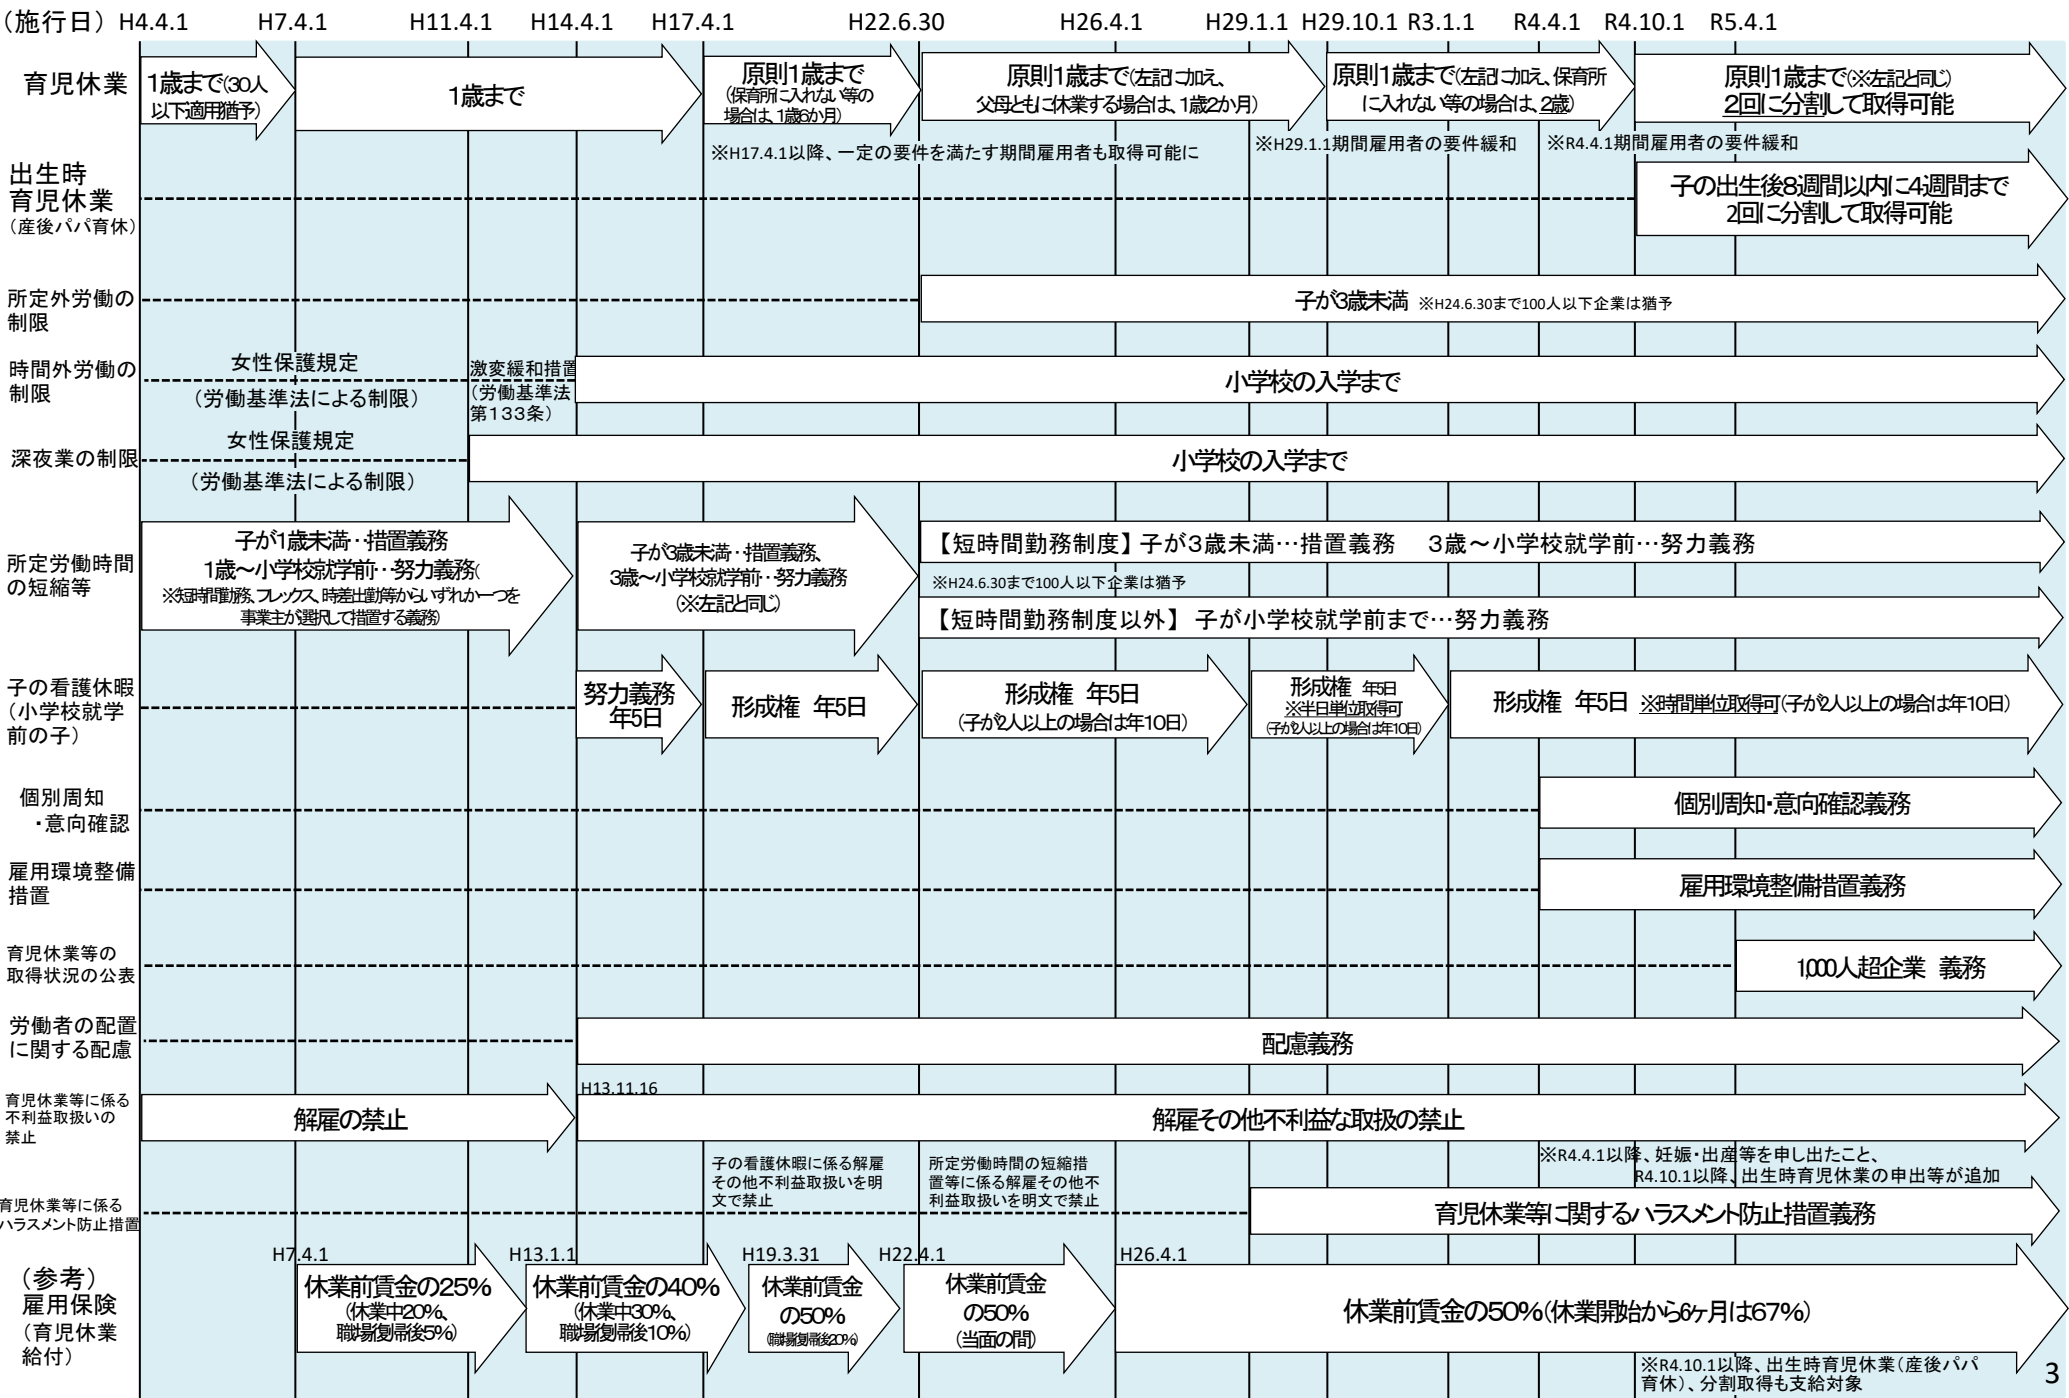 （施行日）H4.4.1 H7.4.1 H11.4.1 H14.4.1 H17.4.1 H22.6.30 H26.4.1 H29.1.1 H29.10.1 R3.1.1 R4.4.1 R4.10.1 R5.4.1
育児休業
1歳まで(30人
以下適用猶予)
1歳まで
原則1歳まで
(保育所に入れない等の
場合は、1歳6か月)
原則1歳まで(左記に加え、
父母ともに休業する場合は、1歳2か月)
原則1歳まで(左記に加え、保育所
に入れない等の場合は、2歳)
原則1歳まで(※左記と同じ)
2回に分割して取得可能
※H17.4.1以降、一定の要件を満たす期間雇用者も取得可能に
※H29.1.1期間雇用者の要件緩和
※R4.4.1期間雇用者の要件緩和
出生時
育児休業
（産後パパ育休）
子の出生後8週間以内に4週間まで
2回に分割して取得可能
所定外労働の
制限
子が3歳未満 ※H24.6.30まで100人以下企業は猶予
時間外労働の
制限
女性保護規定
（労働基準法による制限）
激変緩和措置
（労働基準法
第133条）
小学校の入学まで
深夜業の制限
女性保護規定
（労働基準法による制限）
小学校の入学まで
所定労働時間
の短縮等
子が1歳未満‥措置義務
1歳～小学校就学前‥努力義務(
※短時間勤務、フレックス、時差出勤等からいずれか一つを
事業主が選択して措置する義務)
子が3歳未満‥措置義務、
3歳～小学校就学前‥努力義務
(※左記と同じ)
【短時間勤務制度】子が３歳未満…措置義務　３歳～小学校就学前…努力義務
※H24.6.30まで100人以下企業は猶予
【短時間勤務制度以外】 子が小学校就学前まで…努力義務
子の看護休暇
（小学校就学
前の子）
努力義務
年5日
形成権 年5日
形成権 年5日
(子が2人以上の場合は年10日)
形成権 年5日
※半日単位取得可
(子が2人以上の場合は年10日)
形成権 年5日 ※時間単位取得可(子が2人以上の場合は年10日)
個別周知
・意向確認
個別周知・意向確認義務
雇用環境整備
措置
雇用環境整備措置義務
育児休業等の
取得状況の公表
1,000人超企業 義務
労働者の配置
に関する配慮
配慮義務
育児休業等に係る
不利益取扱いの
禁止
解雇の禁止
H13.11.16
解雇その他不利益な取扱の禁止
子の看護休暇に係る解雇
その他不利益取扱いを明
文で禁止
所定労働時間の短縮措
置等に係る解雇その他不
利益取扱いを明文で禁止
※R4.4.1以降、妊娠・出産等を申し出たこと、
R4.10.1以降、出生時育児休業の申出等が追加
育児休業等に係る
ハラスメント防止措置
育児休業等に関するハラスメント防止措置義務
（参考）
雇用保険
（育児休業
給付）
H7.4.1
休業前賃金の25%
(休業中20%、
職場復帰後5%)
H13.1.1
休業前賃金の40%
(休業中30%、
職場復帰後10%)
H19.3.31
休業前賃金
の50%
(職場復帰後20%)
H22.4.1
休業前賃金
の50%
(当面の間)
H26.4.1
休業前賃金の50%(休業開始から6ヶ月は67%)
※R4.10.1以降、出生時育児休業（産後パパ
育休）、分割取得も支給対象
3